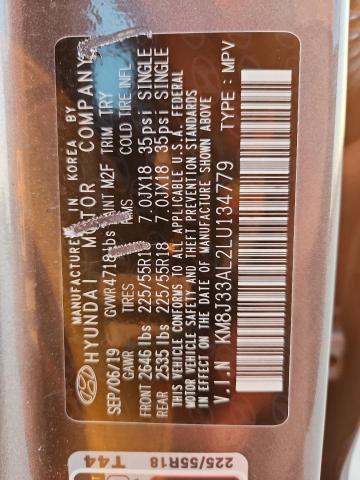 MANUFACTURED IN KOREA BY
HYUNDAI MOTOR COMPANY
SEP/06/19 GVWR 4718 lbs PAINT M2F TRIM TRY
GAWR TIRES RIMS COLD TIRE INFL
FRONT 2646 lbs 225/55R18 7.0JX18 35psi SINGLE
REAR 2535 lbs 225/55R18 7.0JX18 35psi SINGLE
THIS VEHICLE CONFORMS TO ALL APPLICABLE U.S.A. FEDERAL
MOTOR VEHICLE SAFETY AND THEFT PREVENTION STANDARDS
IN EFFECT ON THE DATE OF MANUFACTURE SHOWN ABOVE
V.I.N KM8J33AL2LU134779 TYPE : MPV
T44
225/55R18